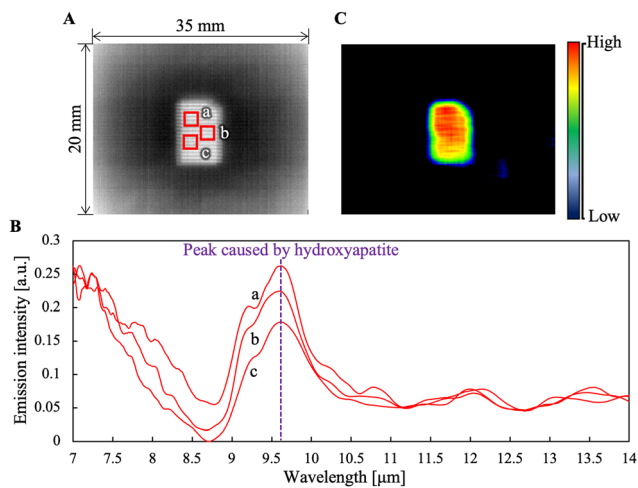 A
35 mm
C
20 mm
a
b
c
High
Low
B
Emission intensity [a.u.]
0.3
0.25
0.2
0.15
0.1
0.05
0
Peak caused by hydroxyapatite
a
b
c
7 7.5 8 8.5 9 9.5 10 10.5 11 11.5 12 12.5 13 13.5 14
Wavelength [μm]